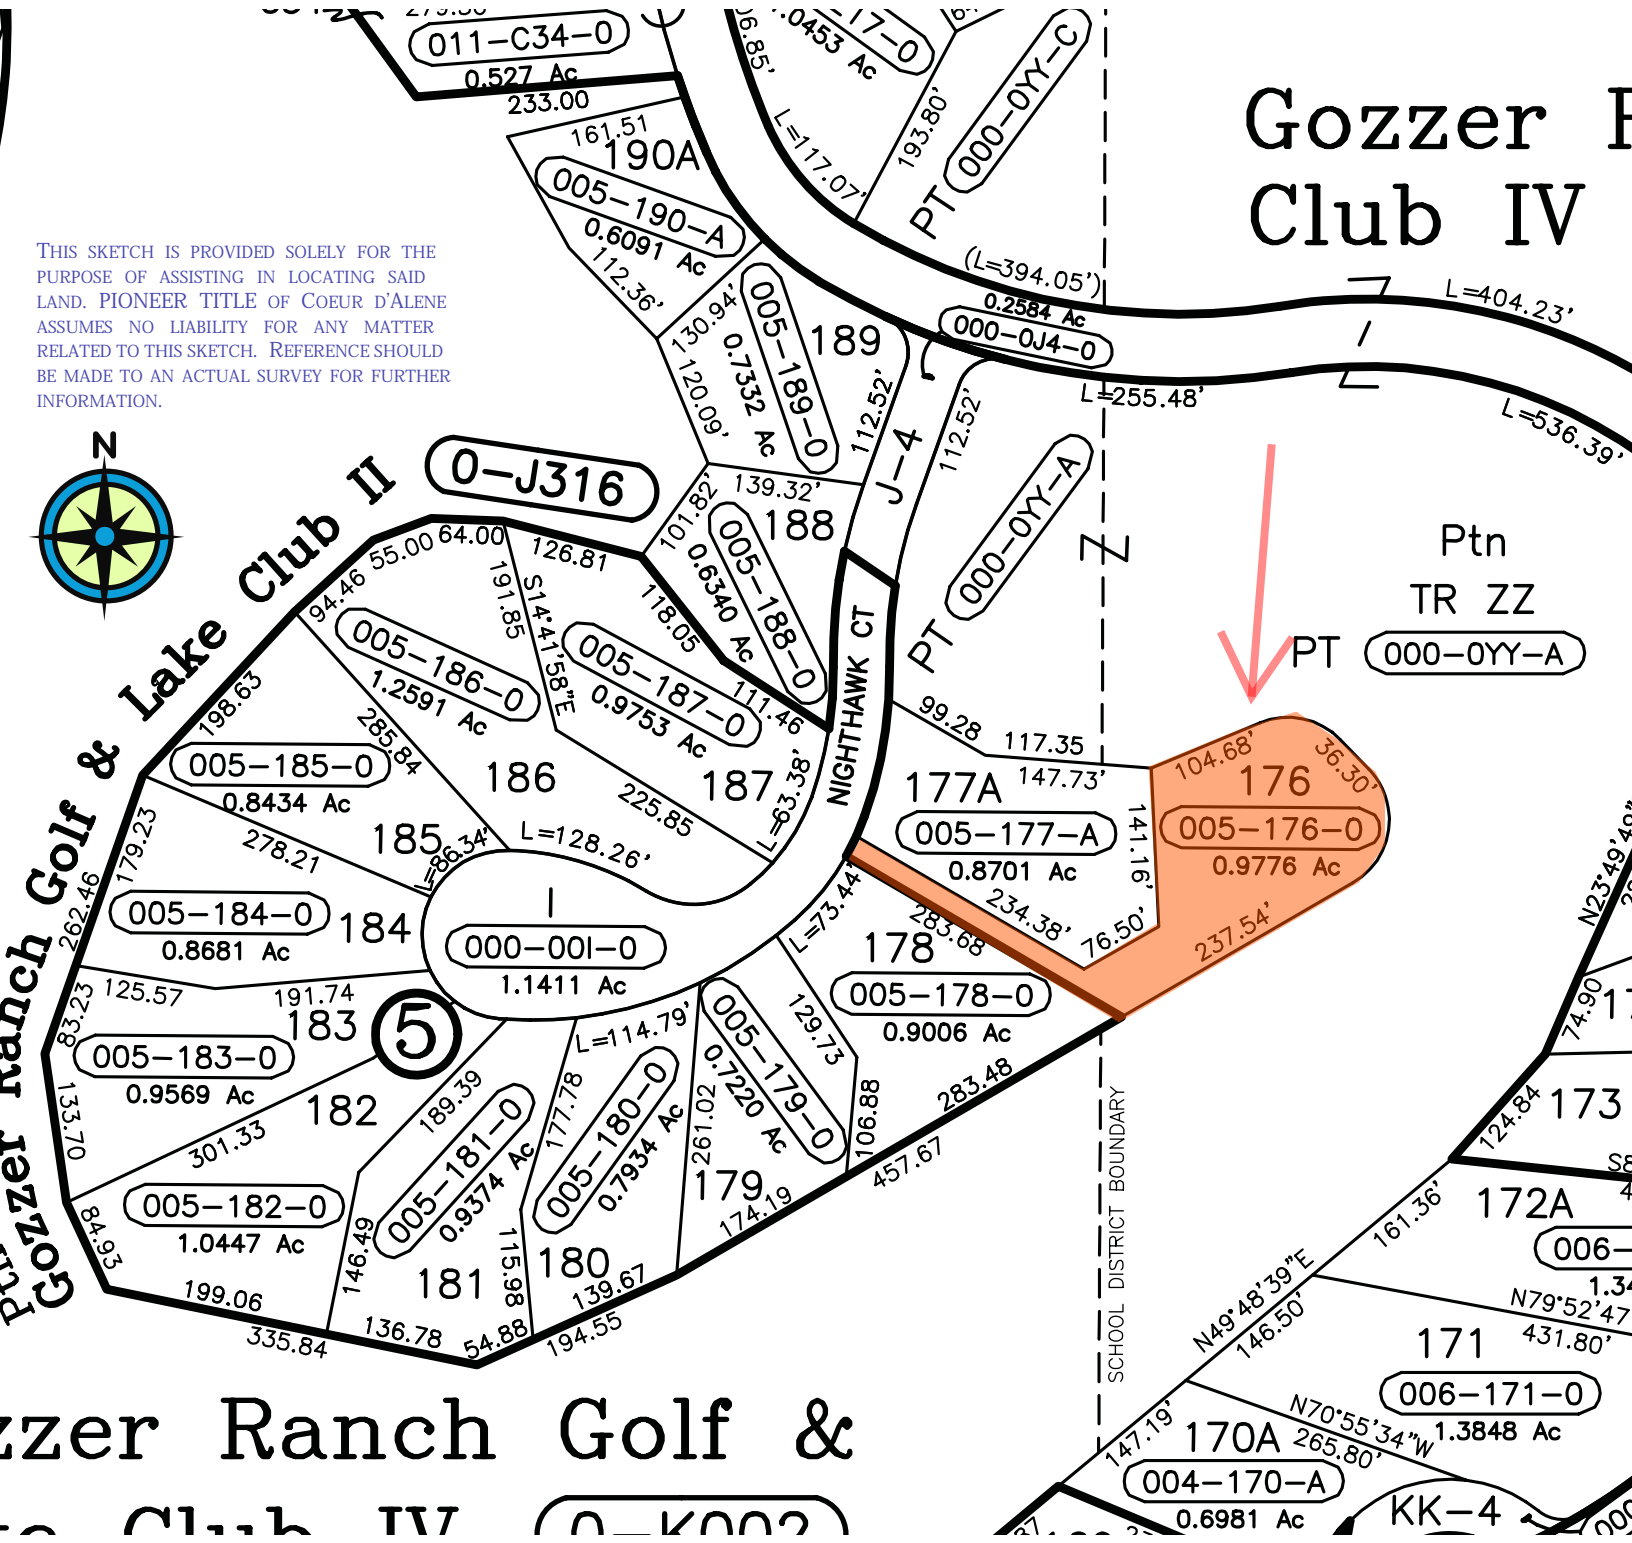 011-C34-0
0.527 Ac
233.00
161.51
190A
005-190-A
0.6091 Ac
112.36'
06.85'
L=117.07'
17-0
.0453 Ac
193.80'
PT 000-0YY-C
Gozzer
Club IV
THIS SKETCH IS PROVIDED SOLELY FOR THE
PURPOSE OF ASSISTING IN LOCATING SAID
LAND. PIONEER TITLE OF COEUR D'ALENE
ASSUMES NO LIABILITY FOR ANY MATTER
RELATED TO THIS SKETCH. REFERENCE SHOULD
BE MADE TO AN ACTUAL SURVEY FOR FURTHER
INFORMATION.
N
(L=394.05')
0.2584 Ac
000-0J4-0
L=404.23'
L=255.48'
L=536.39'
Z
130.94'
005-189-0
0.7332 Ac
189
120.09'
112.52'
J-4
112.52'
139.32'
101.82'
188
005-188-0
0.6340 Ac
118.05
111.46
PT 000-0YY-A
Z
Ptn
TR ZZ
PT 000-0YY-A
Gozzer Ranch Golf & Lake Club II
0-J316
94.46
55.00
64.00
126.81
191.85
S14°41'58"E
005-186-0
1.2591 Ac
186
285.84
005-187-0
0.9753 Ac
187
225.85
L=63.38'
NIGHTHAWK CT
198.63
005-185-0
0.8434 Ac
185
278.21
L=86.34'
L=128.26'
179.23
262.46
005-184-0
0.8681 Ac
184
I
000-00I-0
1.1411 Ac
125.57
191.74
83.23
183
005-183-0
0.9569 Ac
5
133.70
182
301.33
005-182-0
1.0447 Ac
84.93
199.06
335.84
189.39
005-181-0
0.9374 Ac
146.49
181
136.78
54.88
115.98
177.78
L=114.79'
005-180-0
0.7934 Ac
180
139.67
194.55
261.02
005-179-0
0.7220 Ac
179
174.19
129.73
106.88
L=73.44'
283.68
178
005-178-0
0.9006 Ac
283.48
457.67
99.28
117.35
147.73'
177A
005-177-A
0.8701 Ac
234.38'
141.16'
76.50'
104.68'
36.30'
176
005-176-0
0.9776 Ac
237.54'
SCHOOL DISTRICT BOUNDARY
N23°49'49"
74.90
124.84
173
161.36'
172A
006-
N49°48'39"E
146.50'
N79°52'47
431.80'
171
006-171-0
1.3848 Ac
N70°55'34"W
265.80'
147.19'
170A
004-170-A
0.6981 Ac
KK-4
zzer Ranch Golf &
Club IV
0-K002